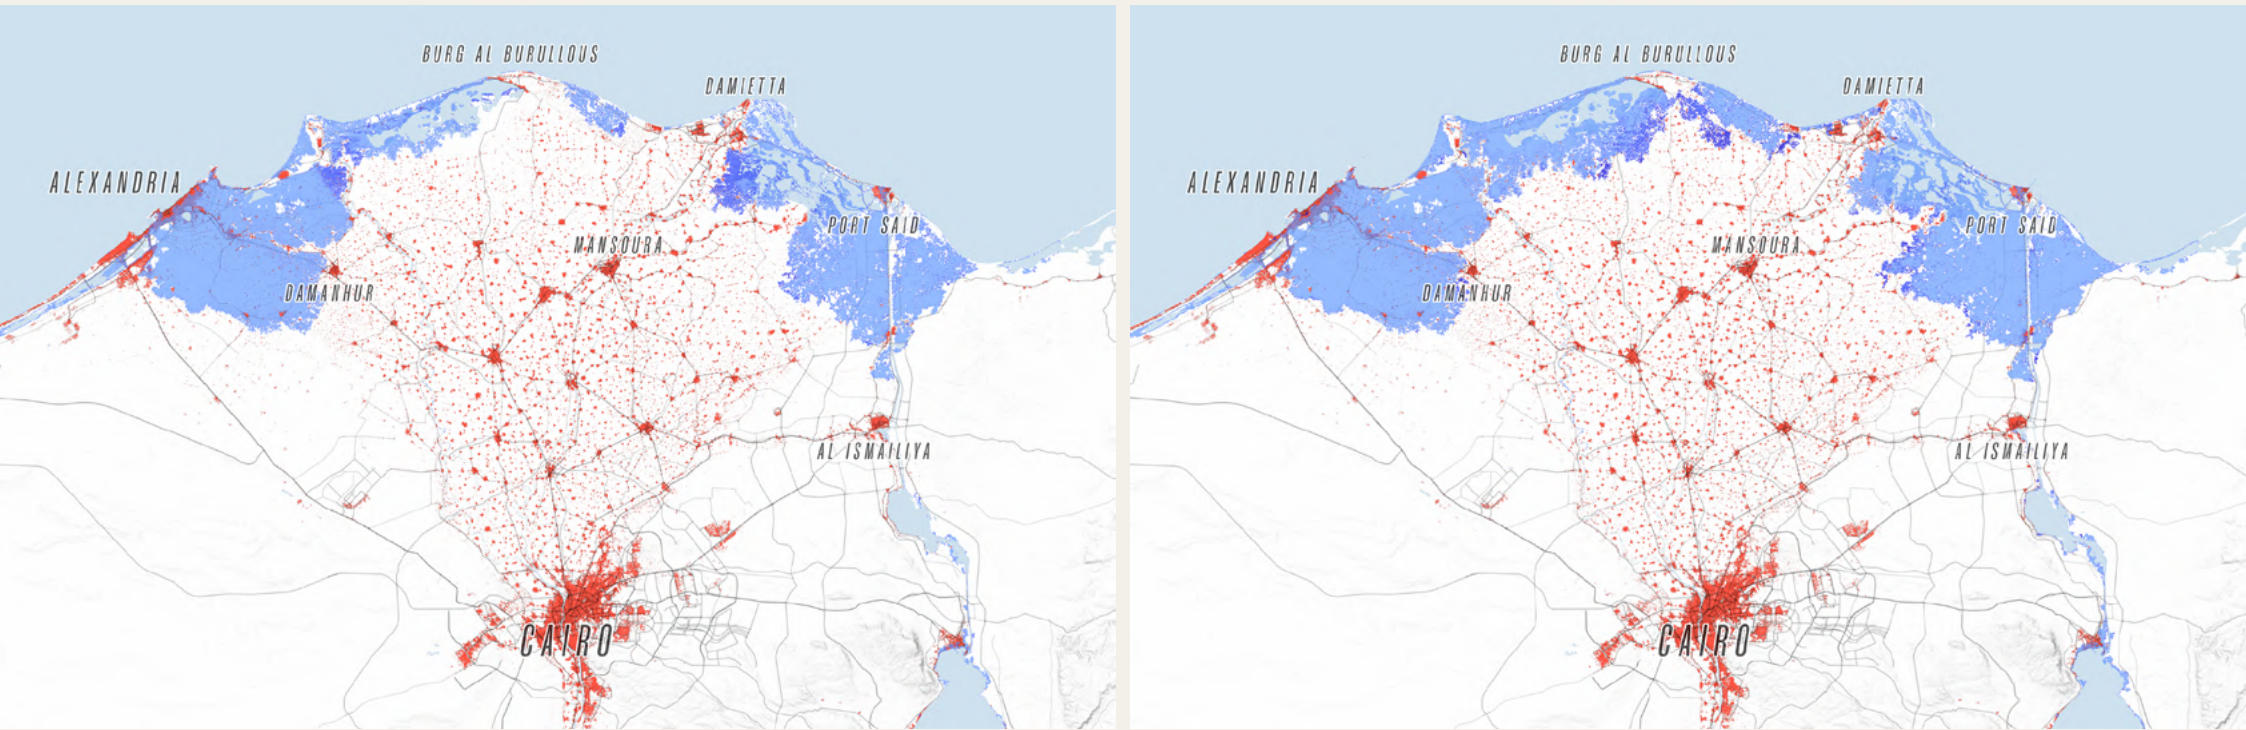 BURG AL BURULLOUS
DAMIETTA
ALEXANDRIA
PORT SAID
MANSOURA
DAMANHUR
AL ISMAILIYA
CAIRO
BURG AL BURULLOUS
DAMIETTA
ALEXANDRIA
PORT SAID
MANSOURA
DAMANHUR
AL ISMAILIYA
CAIRO